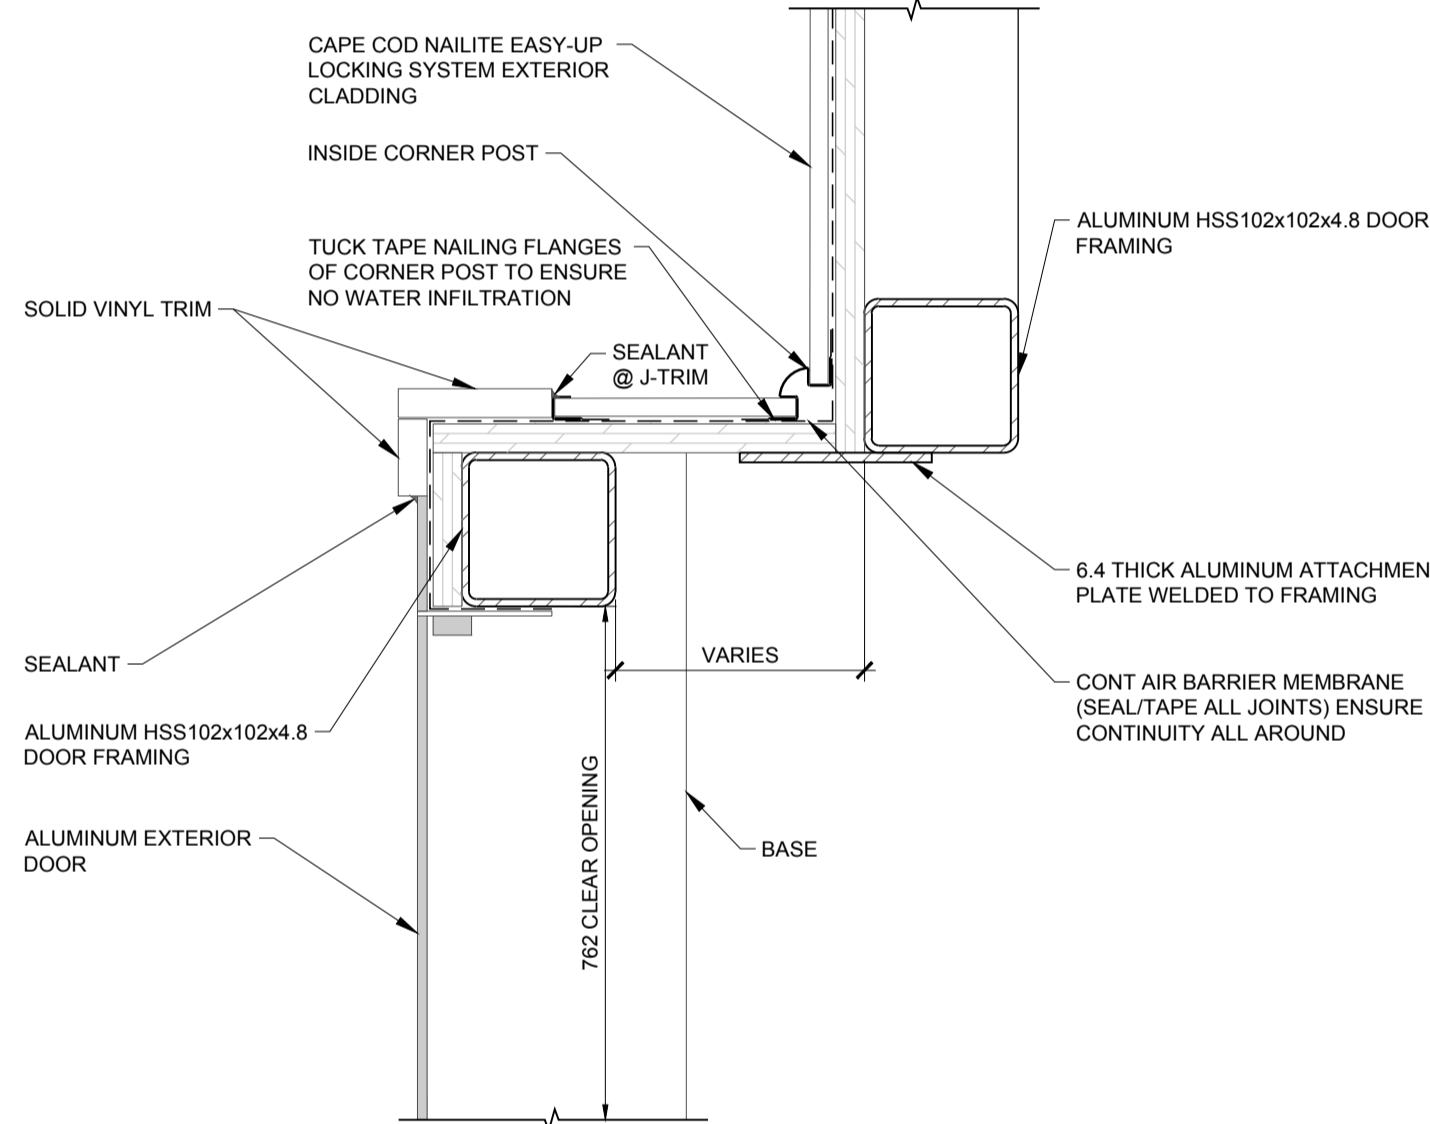 CAPE COD NAILITE EASY-UP
LOCKING SYSTEM EXTERIOR
CLADDING
INSIDE CORNER POST
TUCK TAPE NAILING FLANGES
OF CORNER POST TO ENSURE
NO WATER INFILTRATION
SOLID VINYL TRIM
SEALANT
@ J-TRIM
ALUMINUM HSS102x102x4.8 DOOR
FRAMING
6.4 THICK ALUMINUM ATTACHMEN
PLATE WELDED TO FRAMING
SEALANT
VARIES
CONT AIR BARRIER MEMBRANE
(SEAL/TAPE ALL JOINTS) ENSURE
CONTINUITY ALL AROUND
ALUMINUM HSS102x102x4.8
DOOR FRAMING
ALUMINUM EXTERIOR
DOOR
762 CLEAR OPENING
BASE